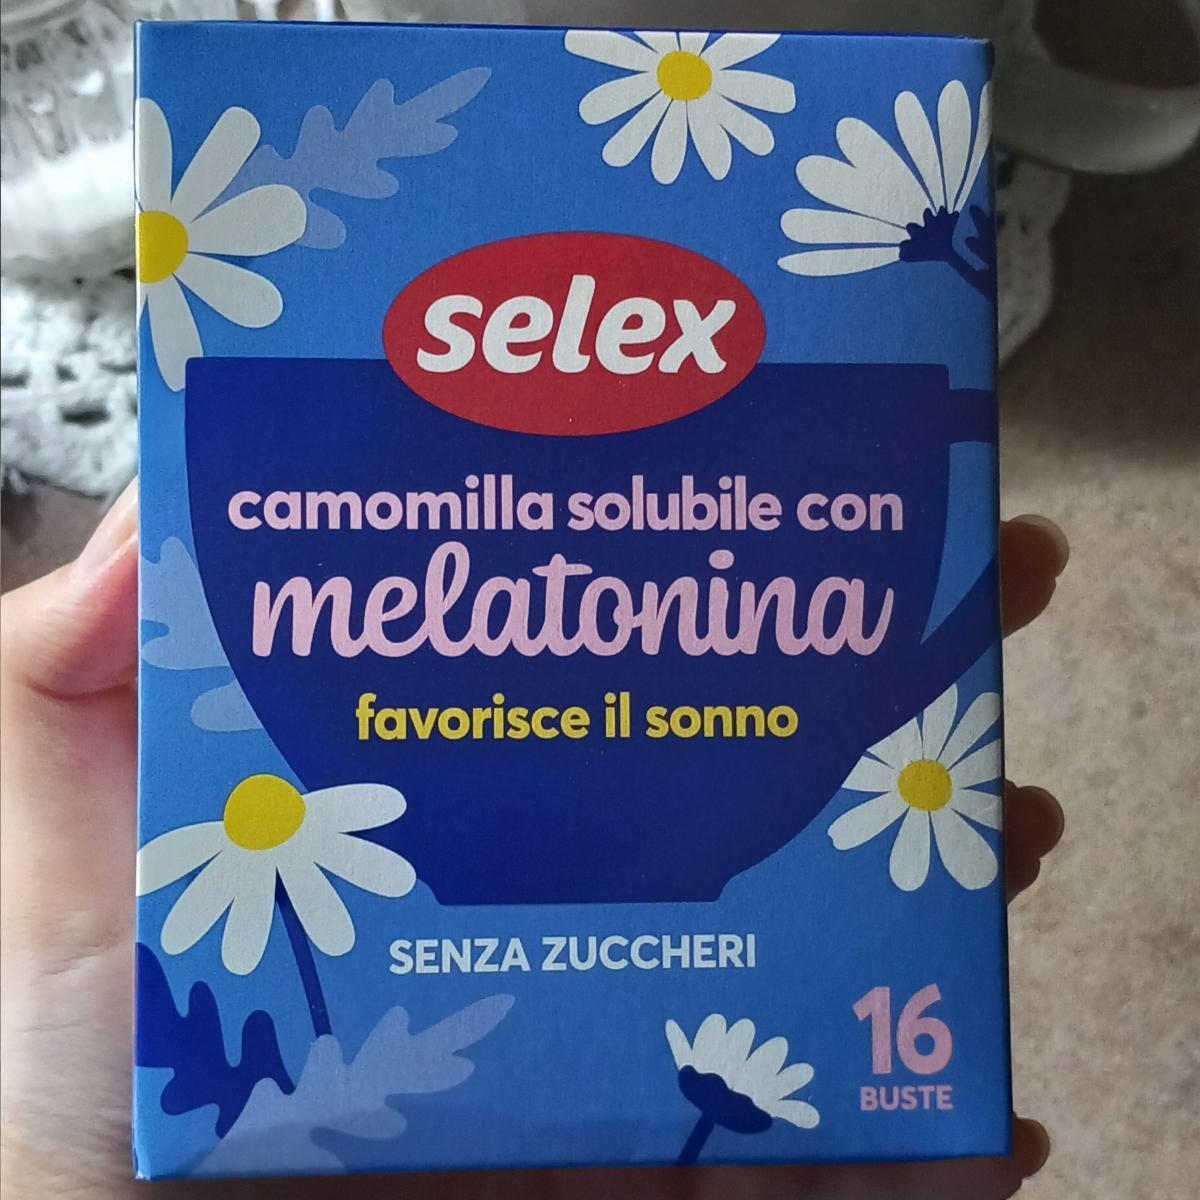 selex
camomilla solubile con
melatonina
favorisce il sonno
SENZA ZUCCHERI
16
BUSTE